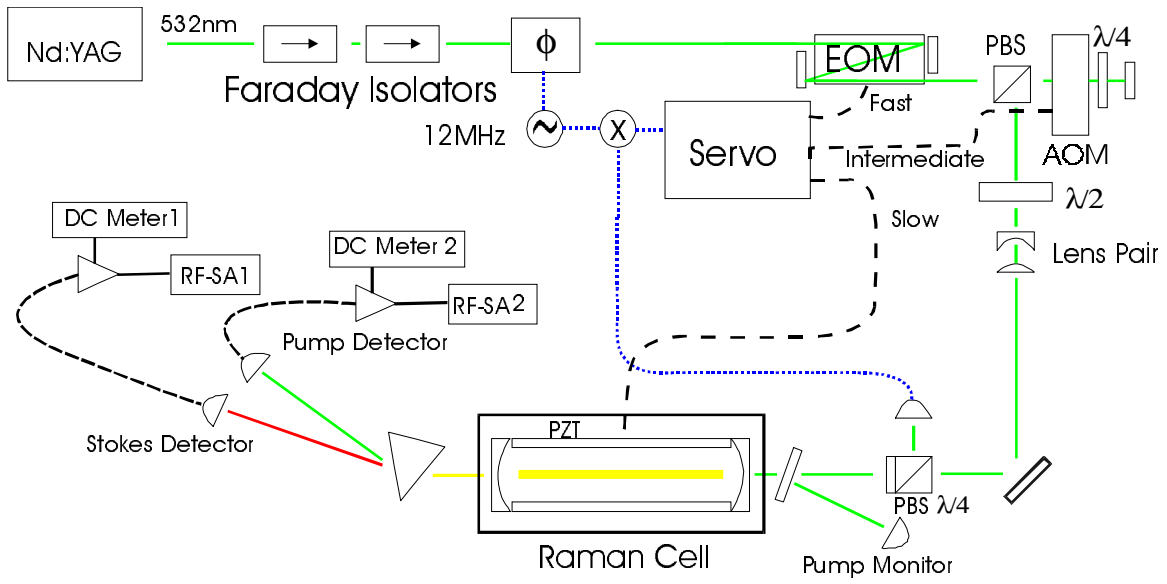 532nm
Nd:YAG
Faraday Isolators
ϕ
12MHz
~
X
Servo
EOM
Fast
Intermediate
Slow
PBS
λ/4
AOM
λ/2
Lens Pair
DC Meter1
RF-SA1
DC Meter 2
RF-SA2
Pump Detector
Stokes Detector
PZT
Raman Cell
PBS λ/4
Pump Monitor